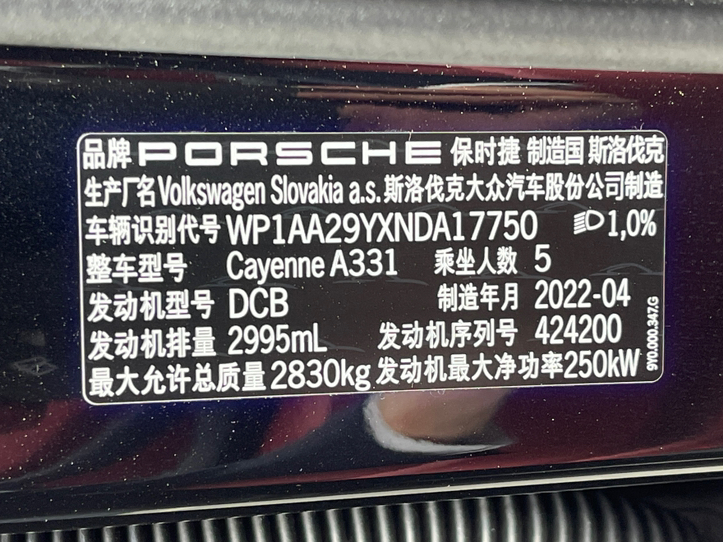 品牌 PORSCHE 保时捷 制造国 斯洛伐克
生产厂名 Volkswagen Slovakia a.s. 斯洛伐克大众汽车股份公司制造
车辆识别代号 WP1AA29YXNDA17750 1,0%
整车型号 Cayenne A331 乘坐人数 5
发动机型号 DCB 制造年月 2022-04
发动机排量 2995mL 发动机序列号 424200
最大允许总质量 2830kg 发动机最大净功率 250kW
9Y0.000.347.G